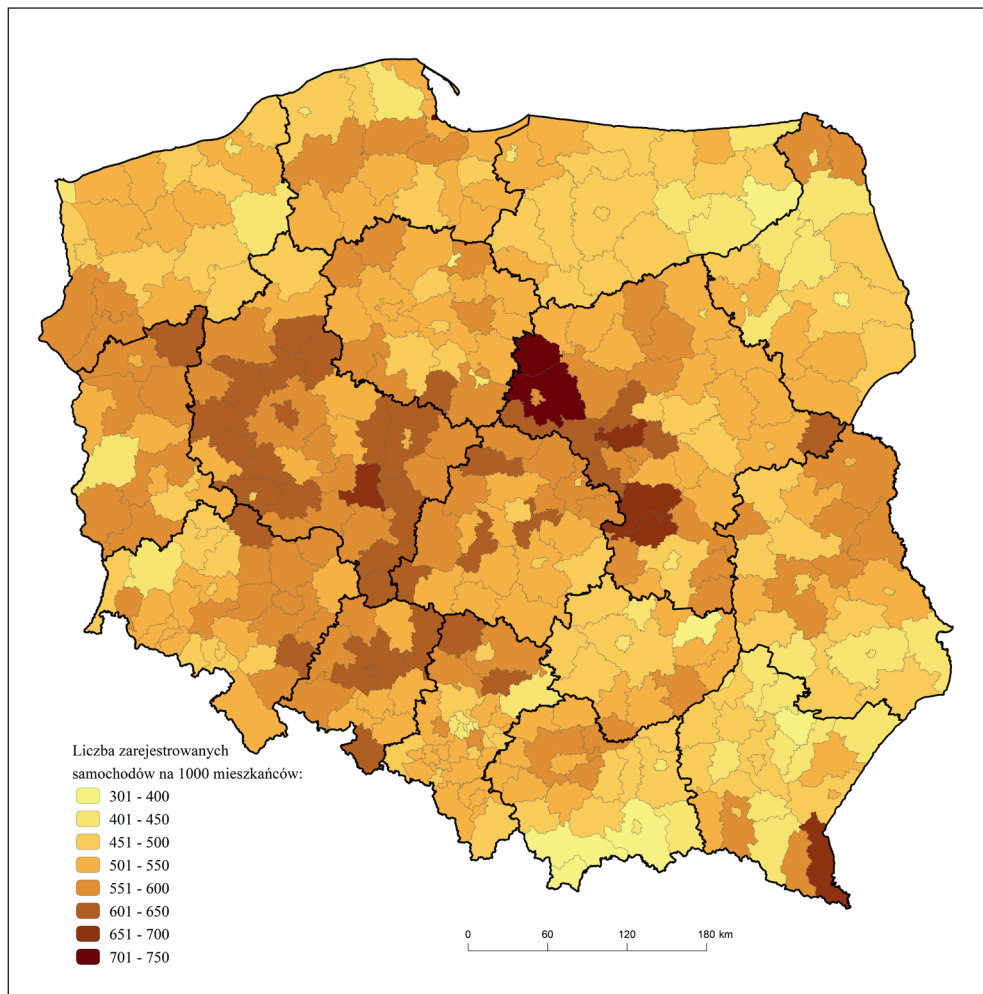 Liczba zarejestrowanych
samochodów na 1000 mieszkańców:
301 - 400
401 - 450
451 - 500
501 - 550
551 - 600
601 - 650
651 - 700
701 - 750
0 60 120 180 km